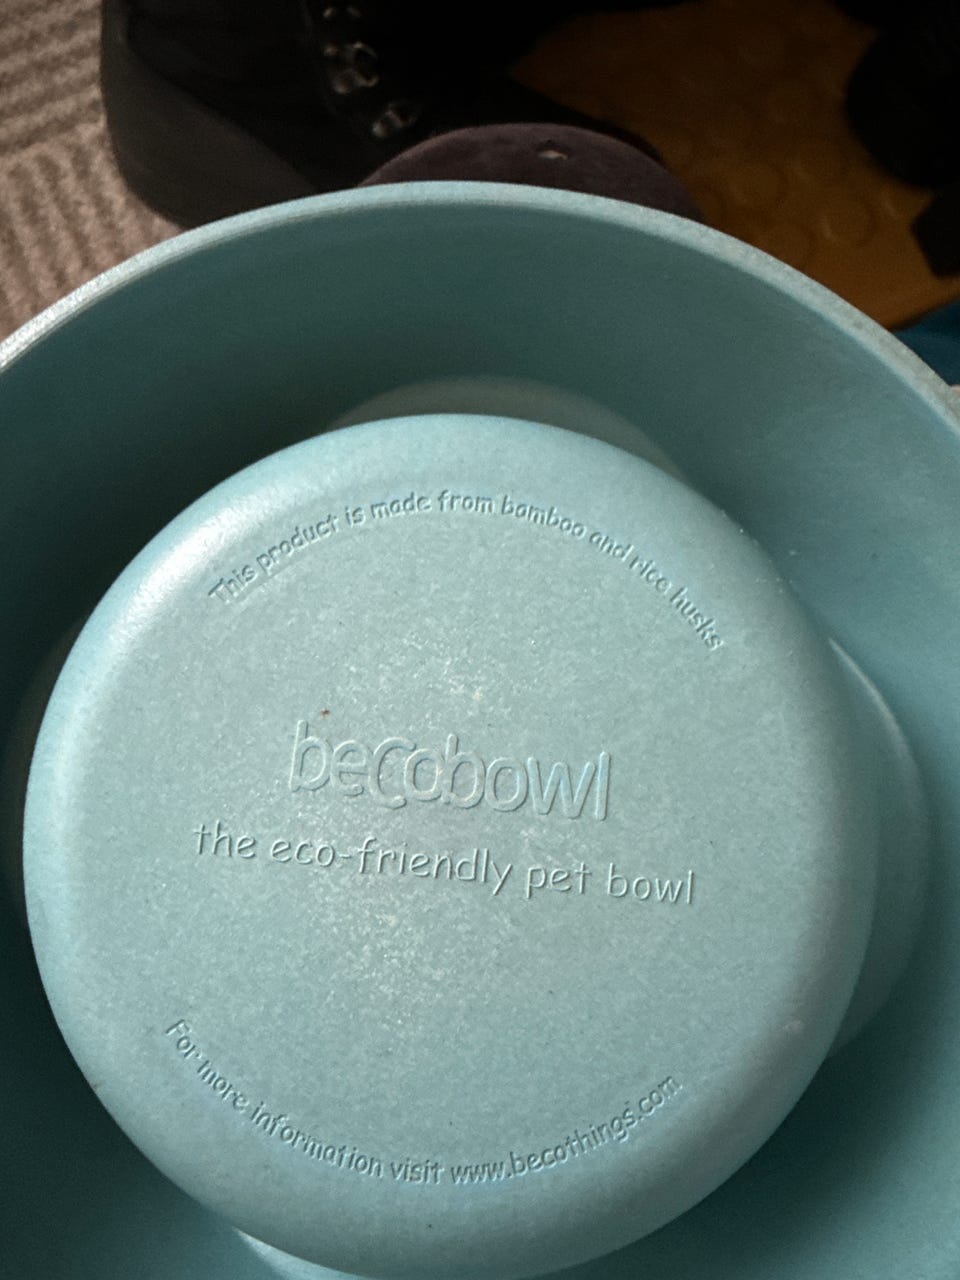 This product is made from bamboo and rice husks
becobowl
the eco-friendly pet bowl
For more information visit www.becothings.com